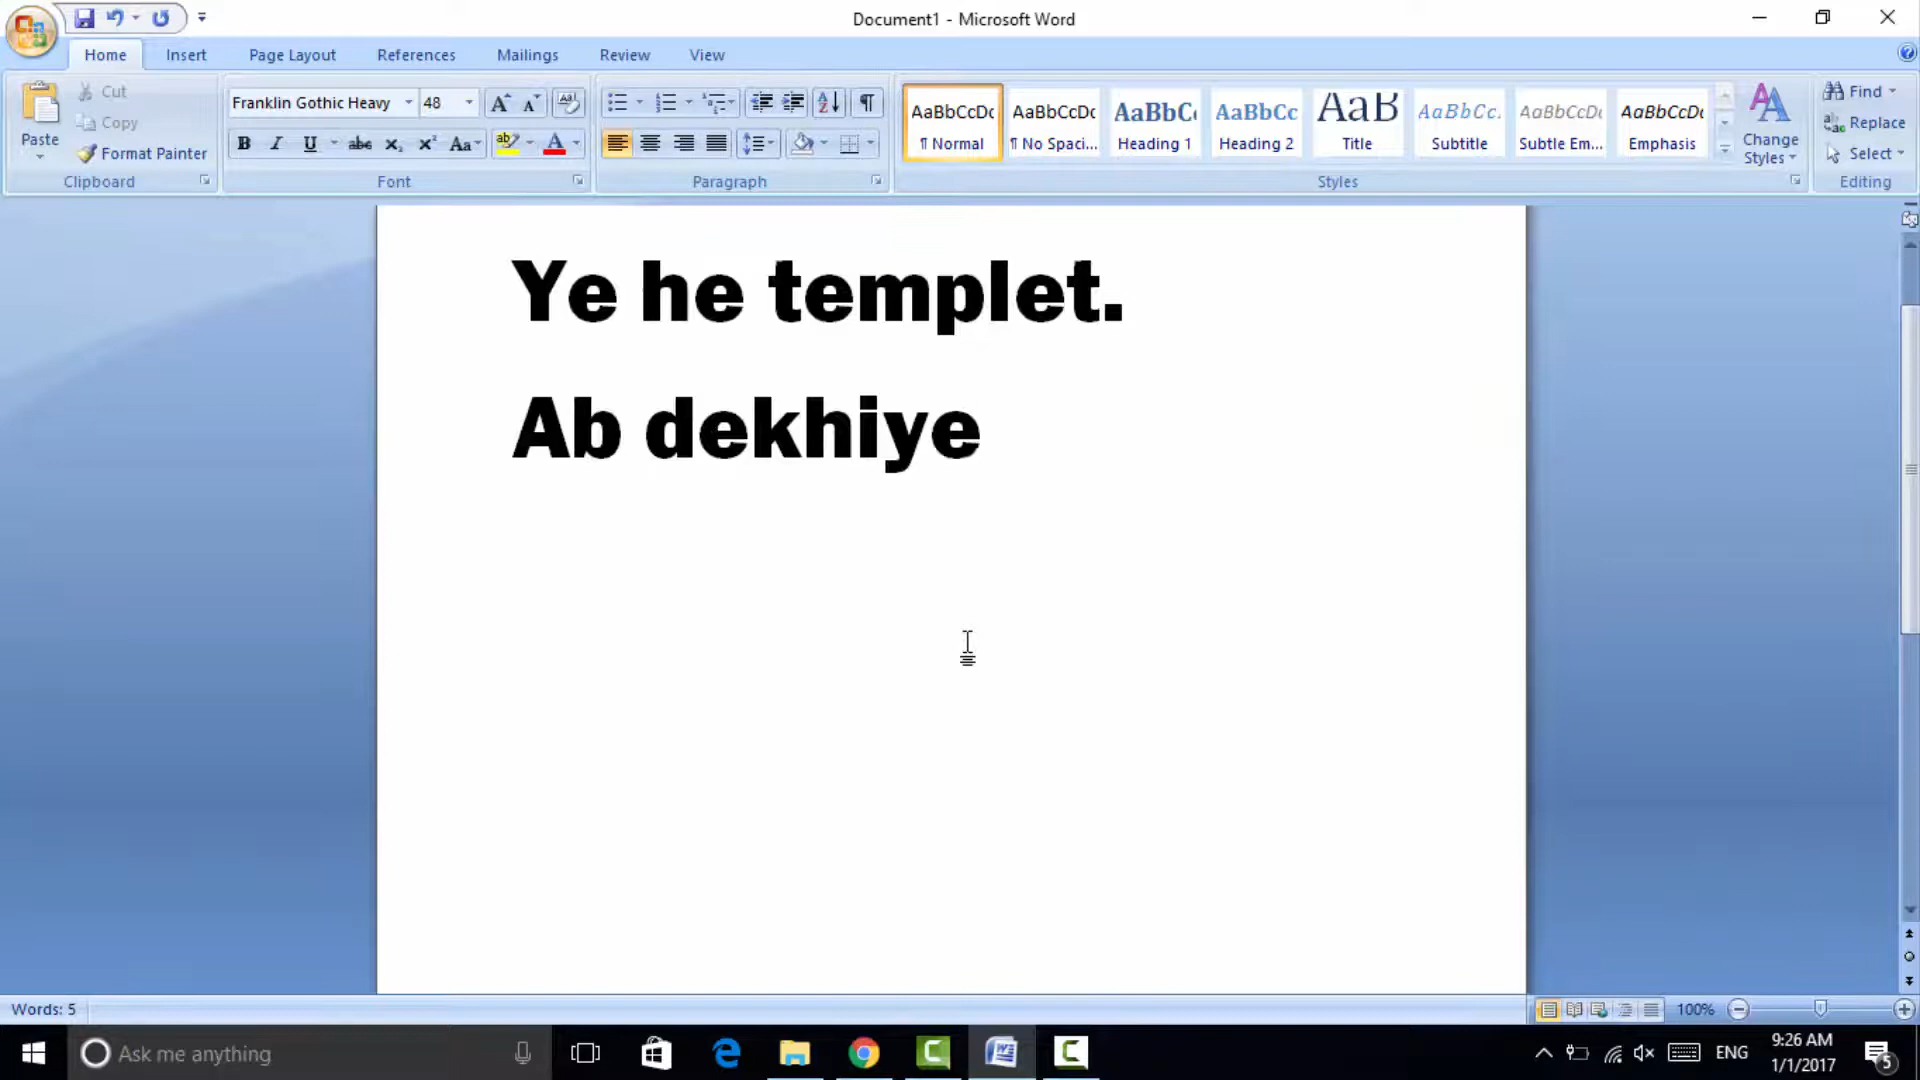 Document1 - Microsoft Word
Home Insert Page Layout References Mailings Review View
Paste
Cut
Copy
Format Painter
Clipboard
Franklin Gothic Heavy 48
Font
Paragraph
AaBbCcDc AaBbCcDc AaBbC AaBbCc AaB AaBbCc. AaBbCcDc AaBbCcDc
¶ Normal ¶ No Spaci... Heading 1 Heading 2 Title Subtitle Subtle Em... Emphasis
Change Styles
Styles
Find
Replace
Select
Editing
Ye he templet.
Ab dekhiye
Words: 5
100%
Ask me anything
ENG
9:26 AM
1/1/2017
5